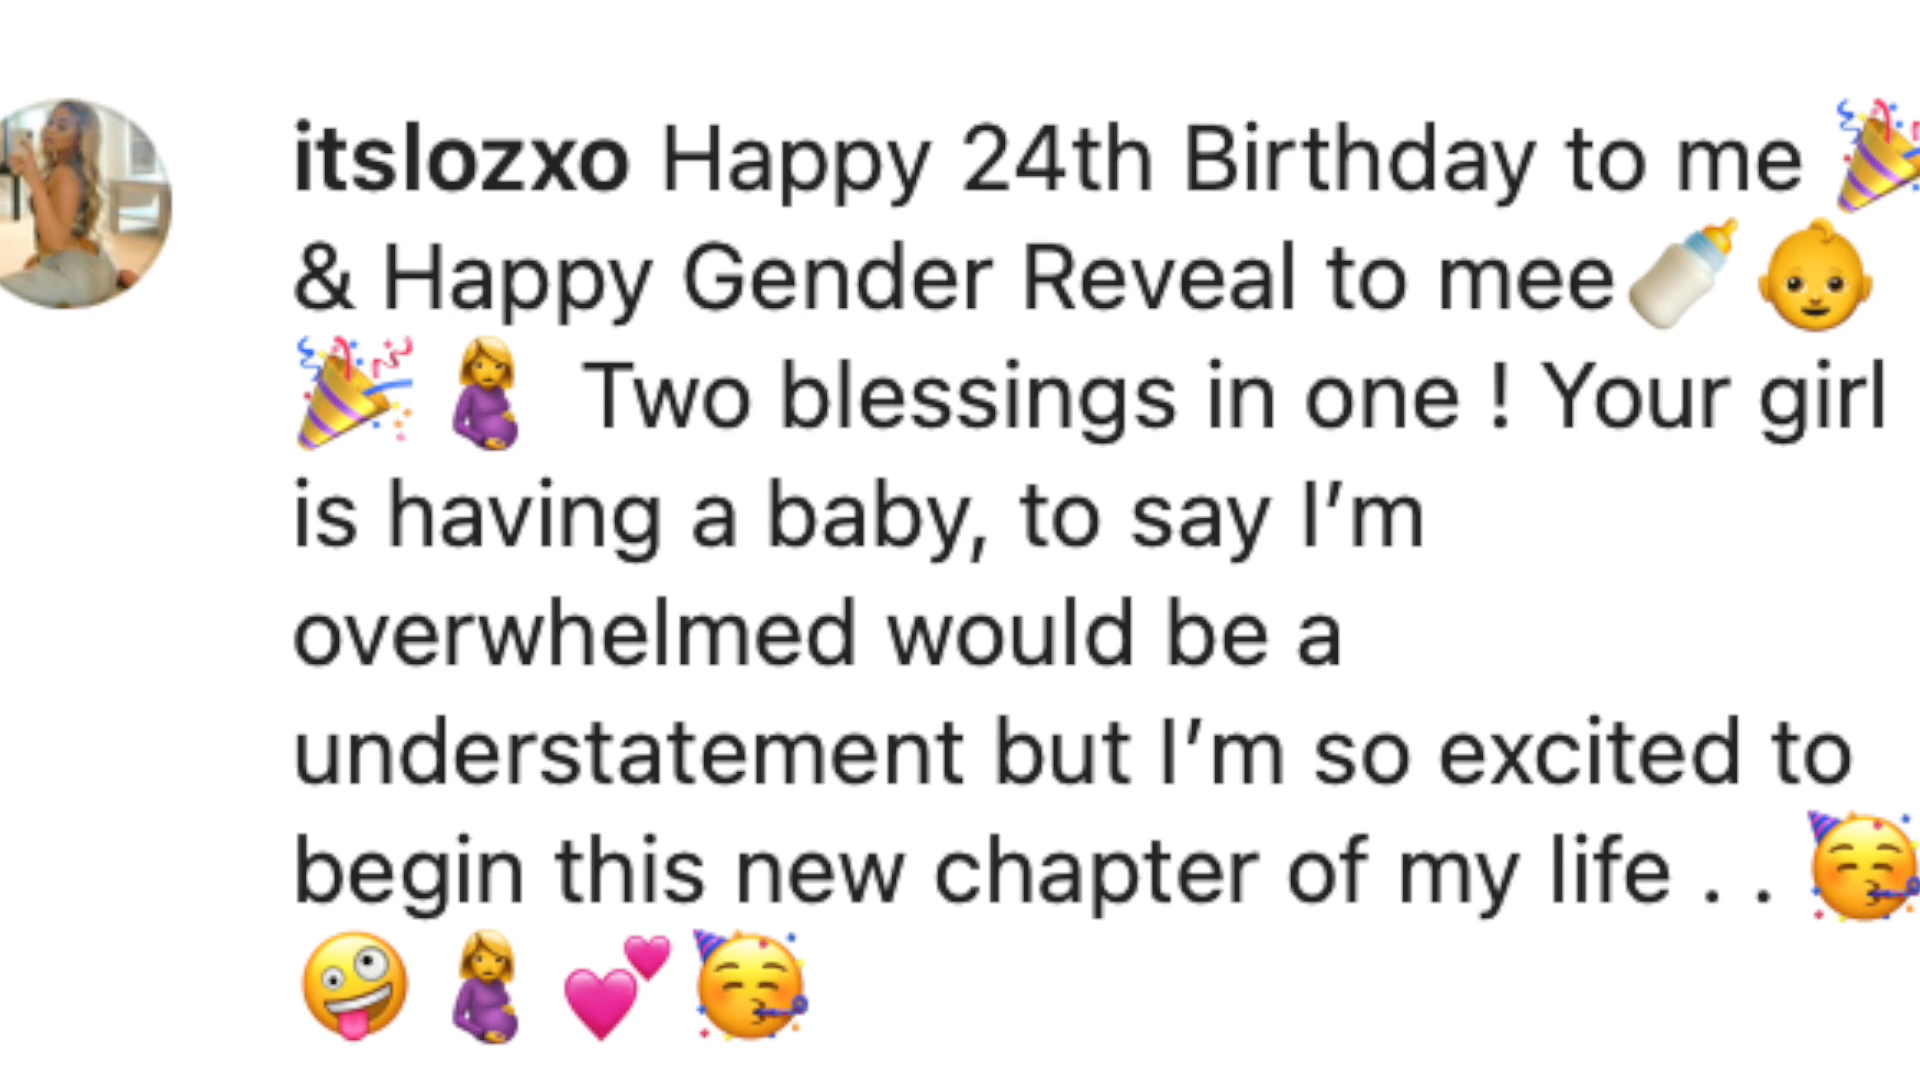 itslozxo Happy 24th Birthday to me 🎉
& Happy Gender Reveal to mee🍼👶
🎉🤰 Two blessings in one ! Your girl
is having a baby, to say I’m
overwhelmed would be a
understatement but I’m so excited to
begin this new chapter of my life . . 🥳
🤪🤰💕🥳